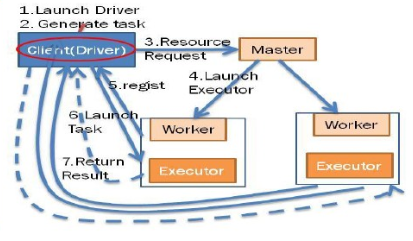 1.Launch Driver
2. Generate task
Client(Driver)
3.Resource
Request
Master
4.Launch
Executor
5.regist
6.Launch
Task
Worker
Worker
7.Return
Result
Executor
Executor